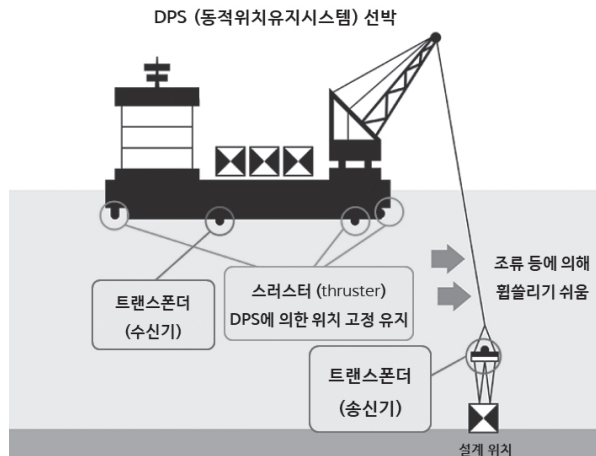 DPS (동적위치유지시스템) 선박
조류 등에 의해
휩쓸리기 쉬움
스러스터 (thruster)
DPS에 의한 위치 고정 유지
트랜스폰더
(수신기)
트랜스폰더
(송신기)
설계 위치